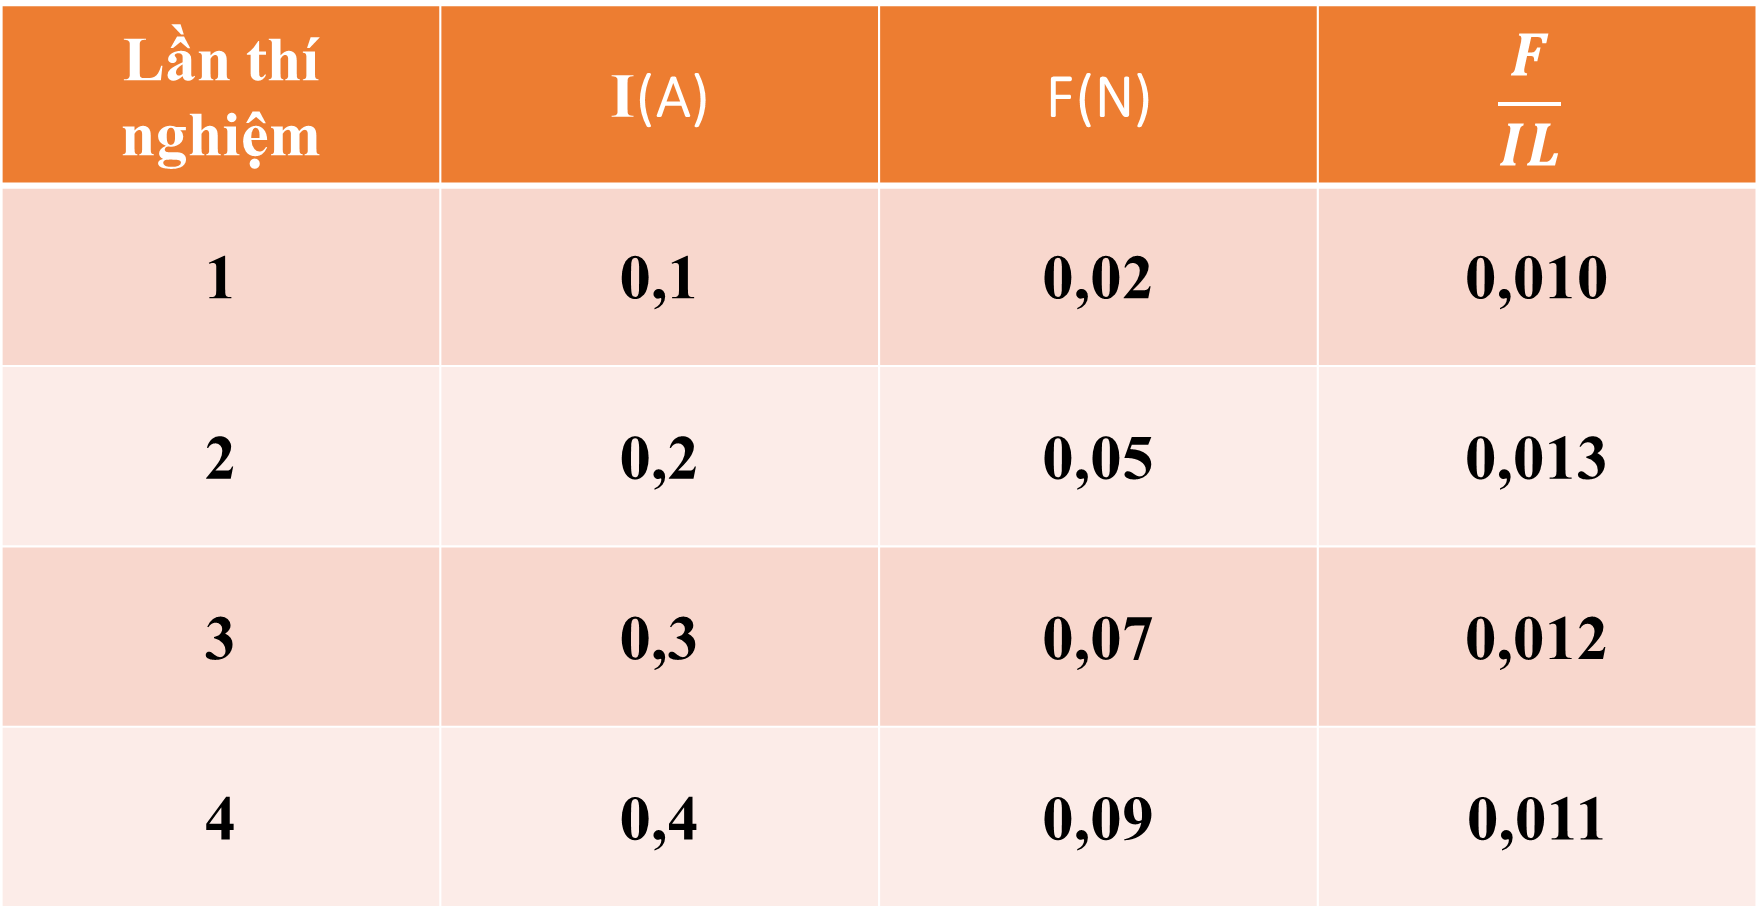 Lần thí
nghiệm
I(A)
F(N)
F
IL
1 0,1 0,02 0,010
2 0,2 0,05 0,013
3 0,3 0,07 0,012
4 0,4 0,09 0,011